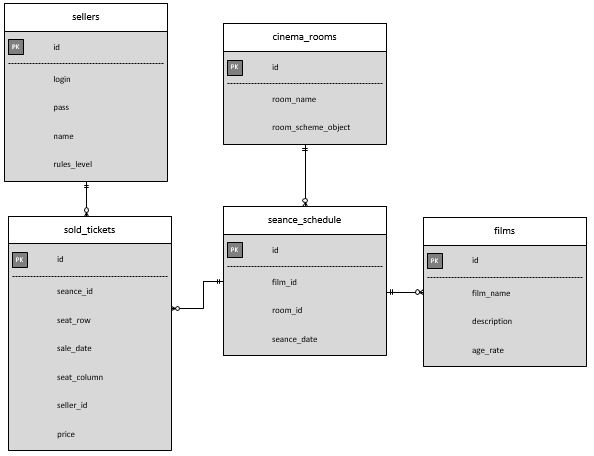 sellers
PK id
login
pass
name
rules_level
cinema_rooms
PK id
room_name
room_scheme_object
sold_tickets
PK id
seance_id
seat_row
sale_date
seat_column
seller_id
price
seance_schedule
PK id
film_id
room_id
seance_date
films
PK id
film_name
description
age_rate